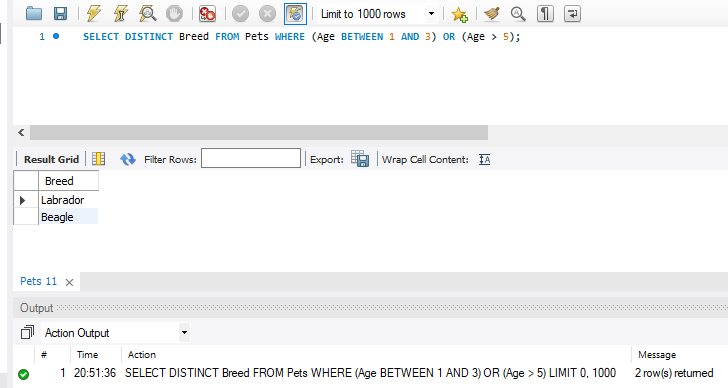 Limit to 1000 rows
1 SELECT DISTINCT Breed FROM Pets WHERE (Age BETWEEN 1 AND 3) OR (Age > 5);
Result Grid Filter Rows: Export: Wrap Cell Content:
Breed
Labrador
Beagle
Pets 11
Output
Action Output
# Time Action Message
1 20:51:36 SELECT DISTINCT Breed FROM Pets WHERE (Age BETWEEN 1 AND 3) OR (Age > 5) LIMIT 0, 1000 2 row(s) returned